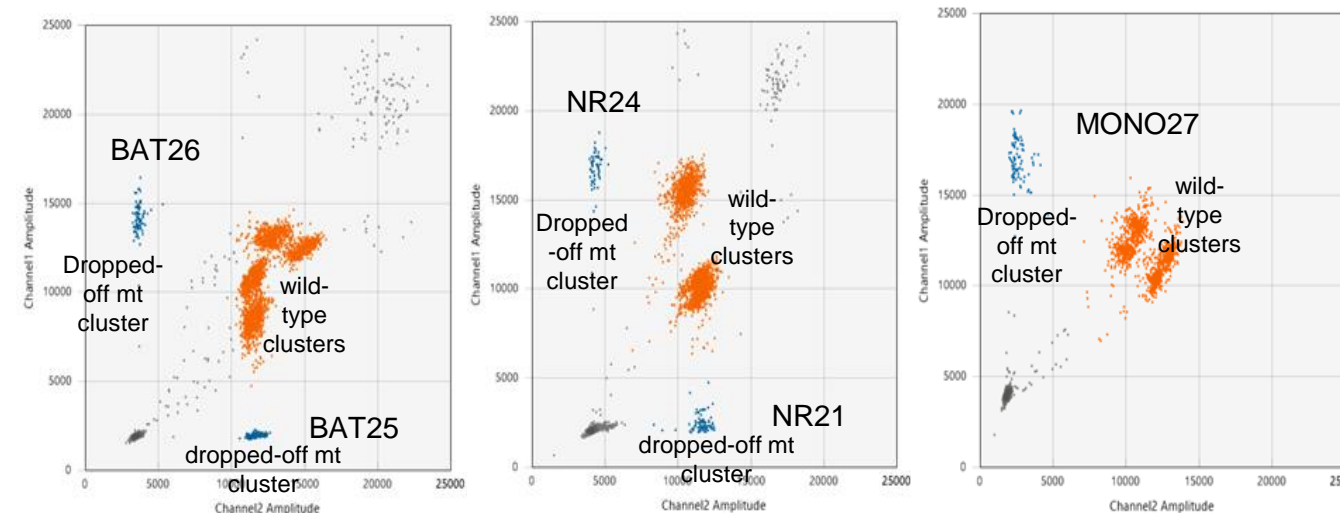 25000
20000
15000
10000
5000
0
0
5000
10000
15000
20000
25000
Channel1 Amplitude
Channel2 Amplitude
BAT26
Dropped-
off mt
cluster
wild-
type
clusters
BAT25
dropped-off mt
cluster
25000
20000
15000
10000
5000
0
0
5000
10000
15000
20000
25000
Channel1 Amplitude
Channel2 Amplitude
NR24
Dropped
-off mt
cluster
wild-
type
clusters
NR21
dropped-off mt
cluster
25000
20000
15000
10000
5000
0
0
5000
10000
15000
20000
Channel1 Amplitude
Channel2 Amplitude
MONO27
Dropped-
off mt
cluster
wild-
type
clusters